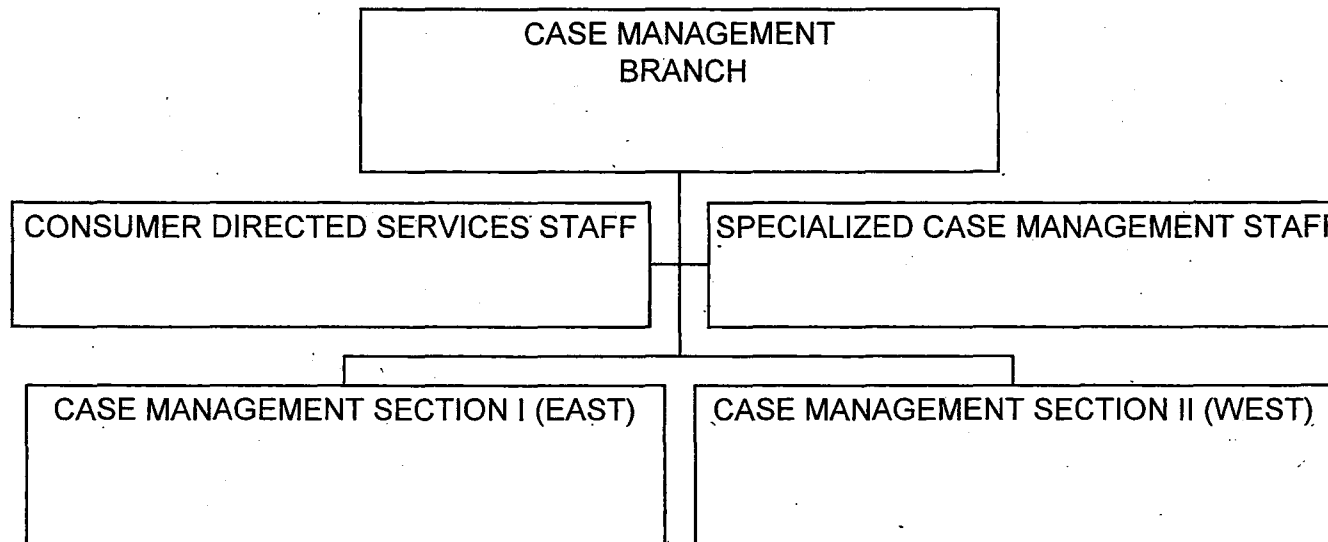 CASE MANAGEMENT
BRANCH
CONSUMER DIRECTED SERVICES STAFF
SPECIALIZED CASE MANAGEMENT STAFF
CASE MANAGEMENT SECTION I (EAST)
CASE MANAGEMENT SECTION II (WEST)